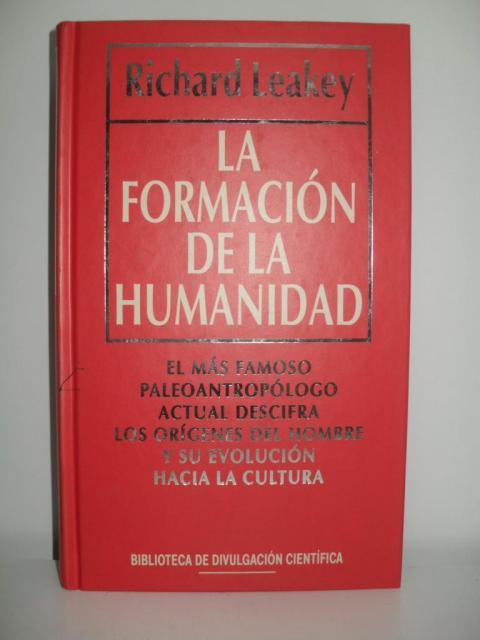 Richard Leakey
LA
FORMACIÓN
DE LA
HUMANIDAD
EL MÁS FAMOSO
PALEOANTROPÓLOGO
ACTUAL DESCIFRA
LOS ORÍGENES DEL HOMBRE
Y SU EVOLUCIÓN
HACIA LA CULTURA
BIBLIOTECA DE DIVULGACIÓN CIENTÍFICA